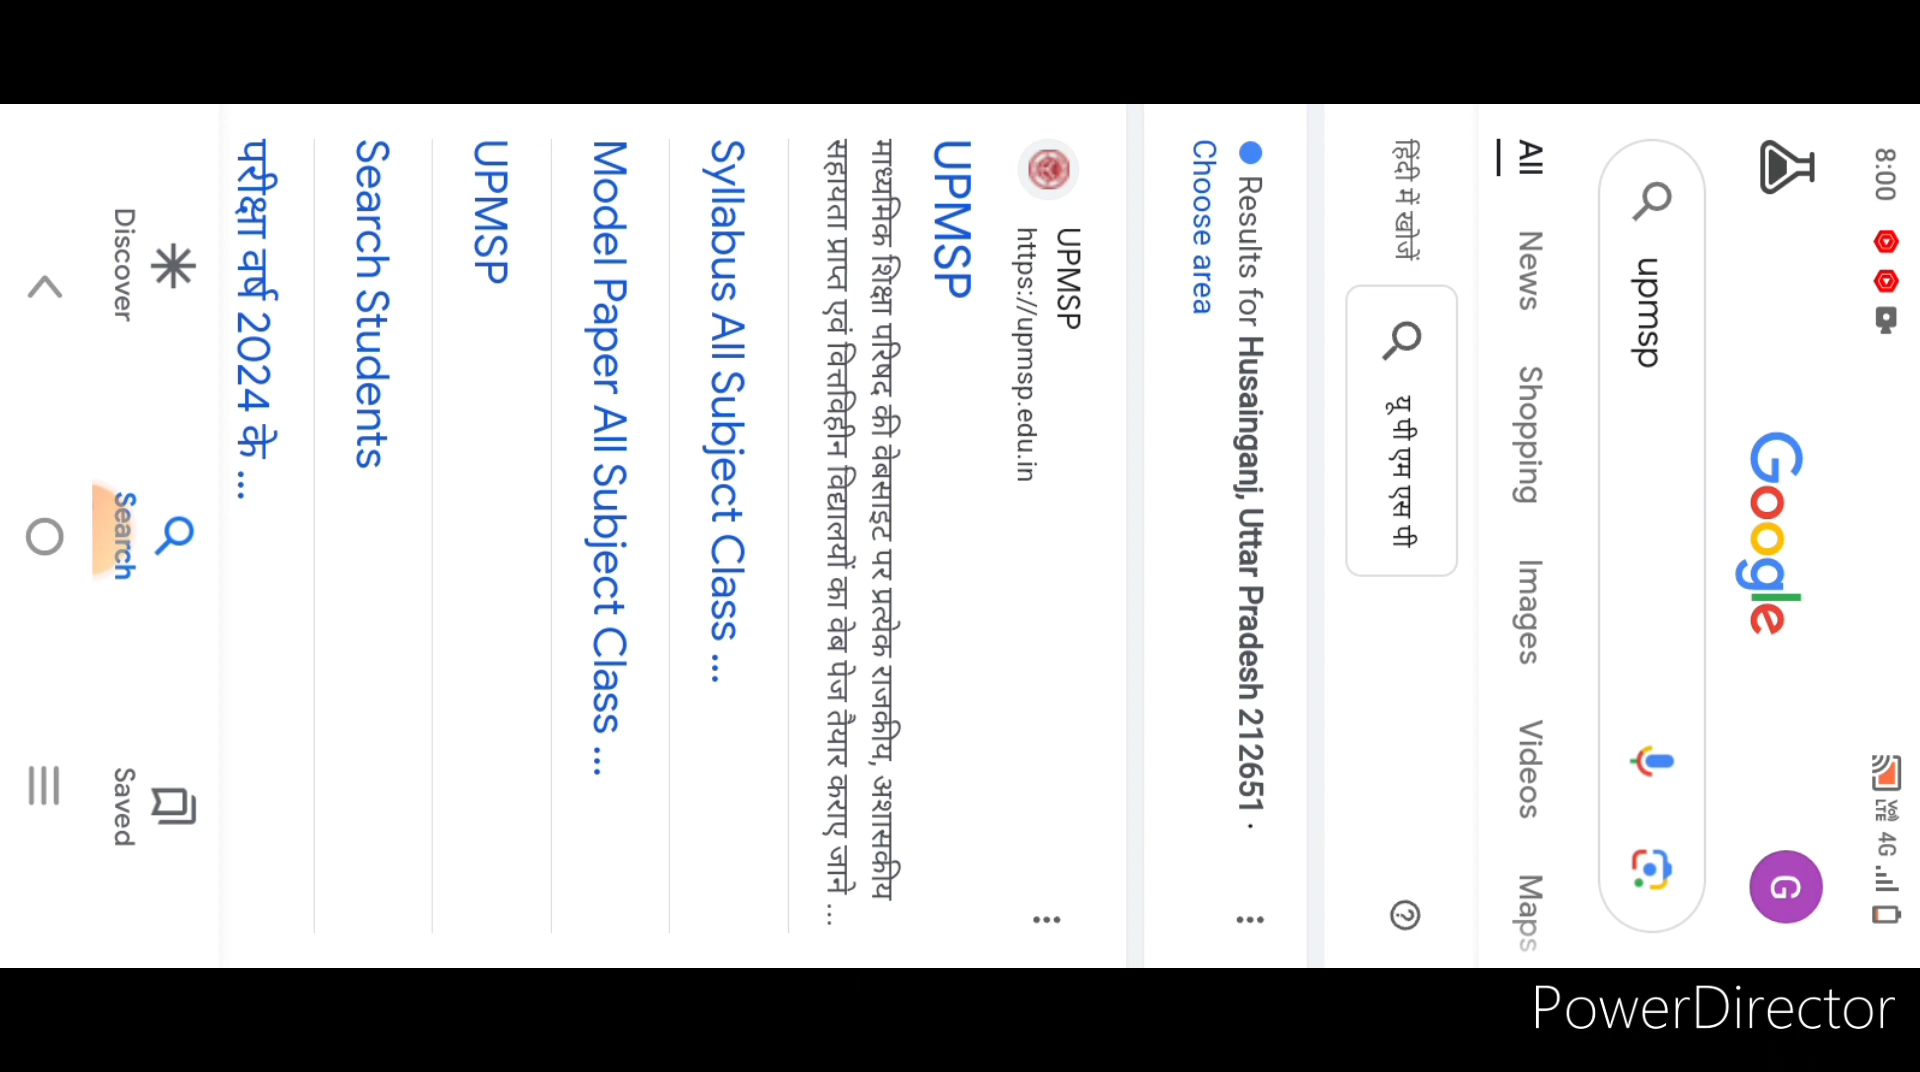 8:00
Vo)) LTE 4G
Google
G
upmsp
All News Shopping Images Videos Maps
हिंदी में खोजें
यू पी एम एस पी
Results for Husainganj, Uttar Pradesh 212651 ·
Choose area
UPMSP
https://upmsp.edu.in
UPMSP
माध्यमिक शिक्षा परिषद की वेबसाइट पर प्रत्येक राजकीय, अशासकीय
सहायता प्राप्त एवं वित्तविहीन विद्यालयों का वेब पेज तैयार कराए जाने ...
Syllabus All Subject Class ...
Model Paper All Subject Class ...
UPMSP
Search Students
परीक्षा वर्ष 2024 के ...
Discover Search Saved
PowerDirector